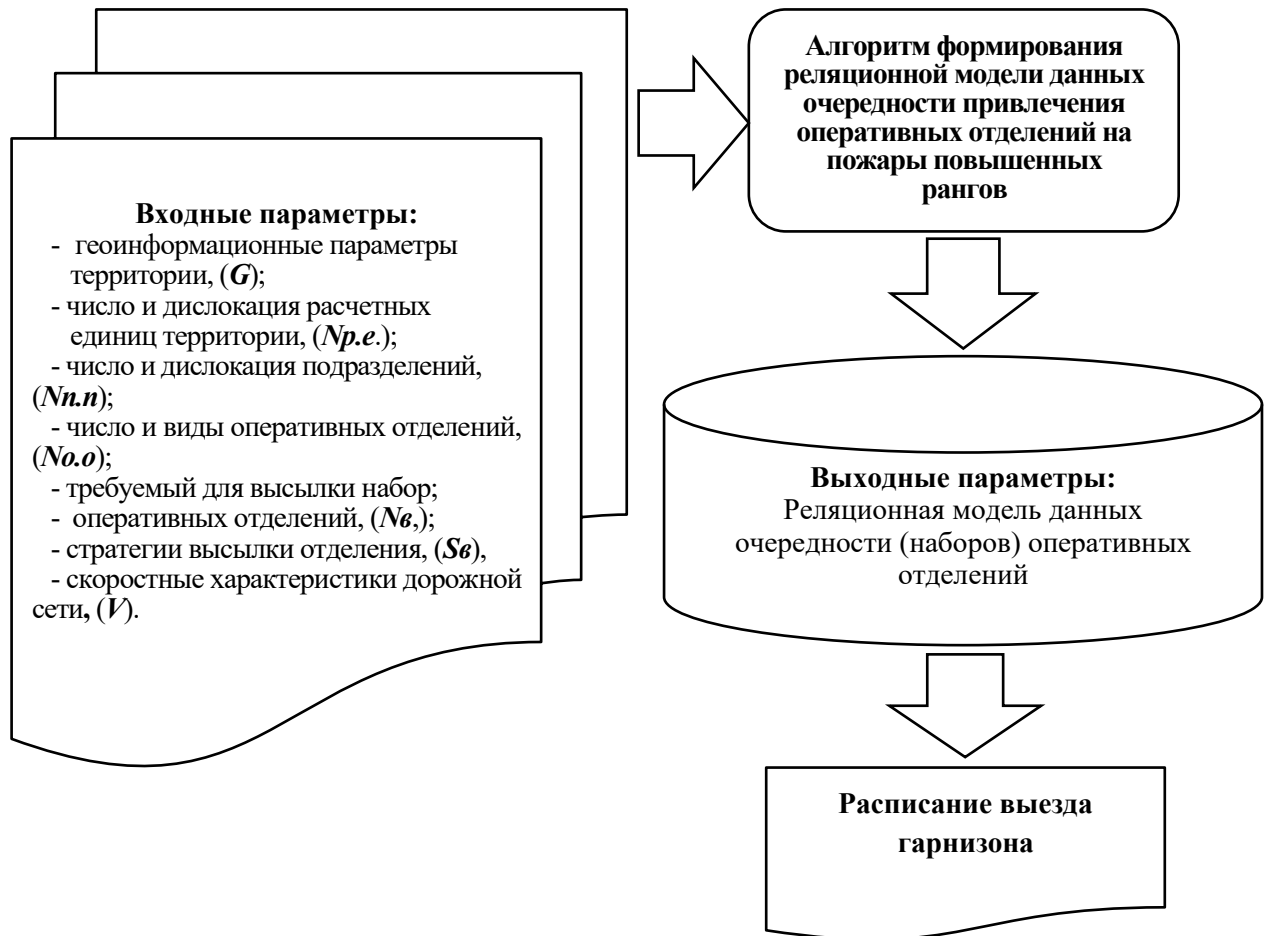 Входные параметры:
- геоинформационные параметры
территории, (G);
- число и дислокация расчетных
единиц территории, (Nр.е.);
- число и дислокация подразделений,
(Nп.п);
- число и виды оперативных отделений,
(Nо.о);
- требуемый для высылки набор;
- оперативных отделений, (Nв,);
- стратегии высылки отделения, (Sв),
- скоростные характеристики дорожной
сети, (V).
Алгоритм формирования
реляционной модели данных
очередности привлечения
оперативных отделений на
пожары повышенных
рангов
Выходные параметры:
Реляционная модель данных
очередности (наборов) оперативных
отделений
Расписание выезда
гарнизона